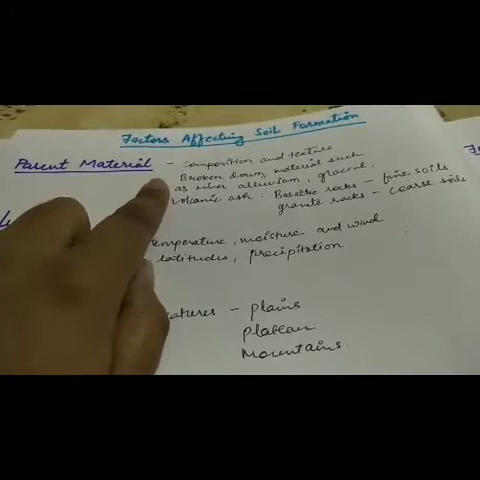 Factors Affecting Soil Formation
Parent Material - composition and texture
Broken down material such
as river alluvium, glacial,
Volcanic ash. Basaltic rocks - fine soils
granite rocks - coarse soils
temperature, moisture and wind
latitudes, precipitation.
atures - plains
Plateau
Mountains.